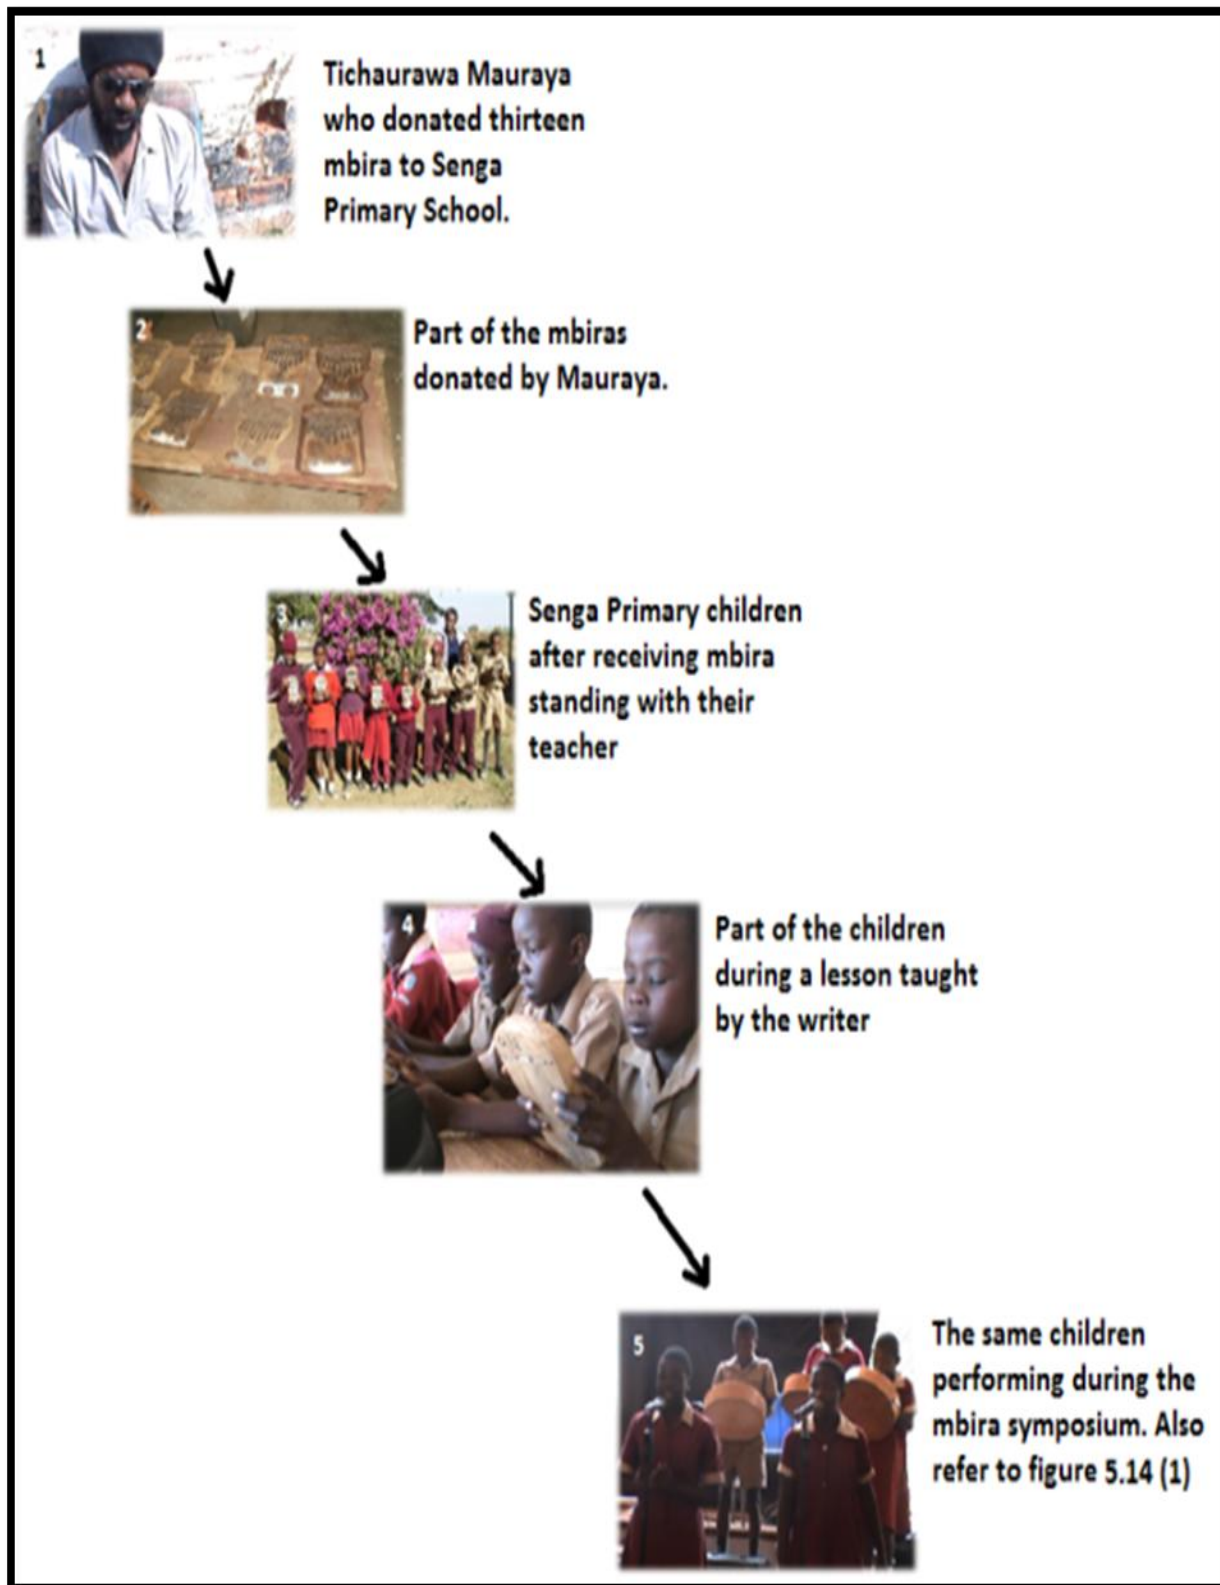 1
Tichaurawa Mauraya
who donated thirteen
mbira to Senga
Primary School.
2
Part of the mbiras
donated by Mauraya.
3
Senga Primary children
after receiving mbira
standing with their
teacher
4
Part of the children
during a lesson taught
by the writer
5
The same children
performing during the
mbira symposium. Also
refer to figure 5.14 (1)